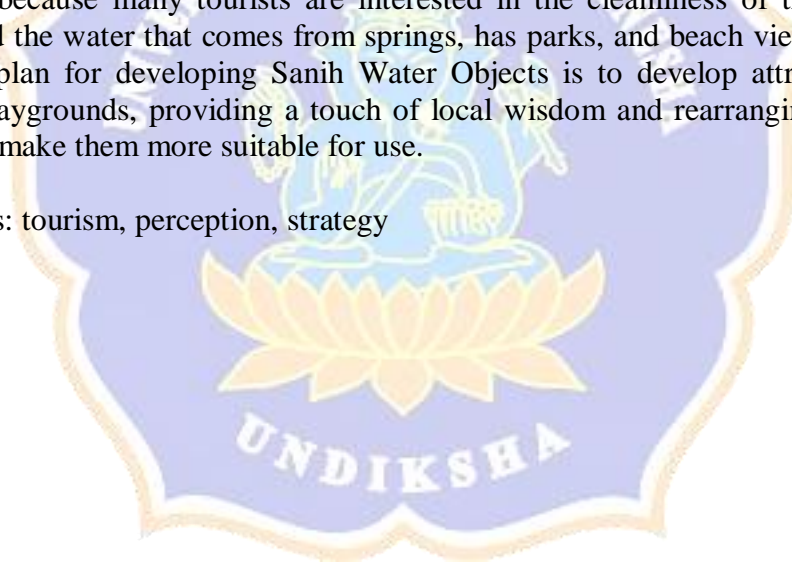 because many tourists are interested in the cleanliness of t
d the water that comes from springs, has parks, and beach vie
plan for developing Sanih Water Objects is to develop attr
aygrounds, providing a touch of local wisdom and rearrangin
make them more suitable for use.
s: tourism, perception, strategy
UNDIKSHA